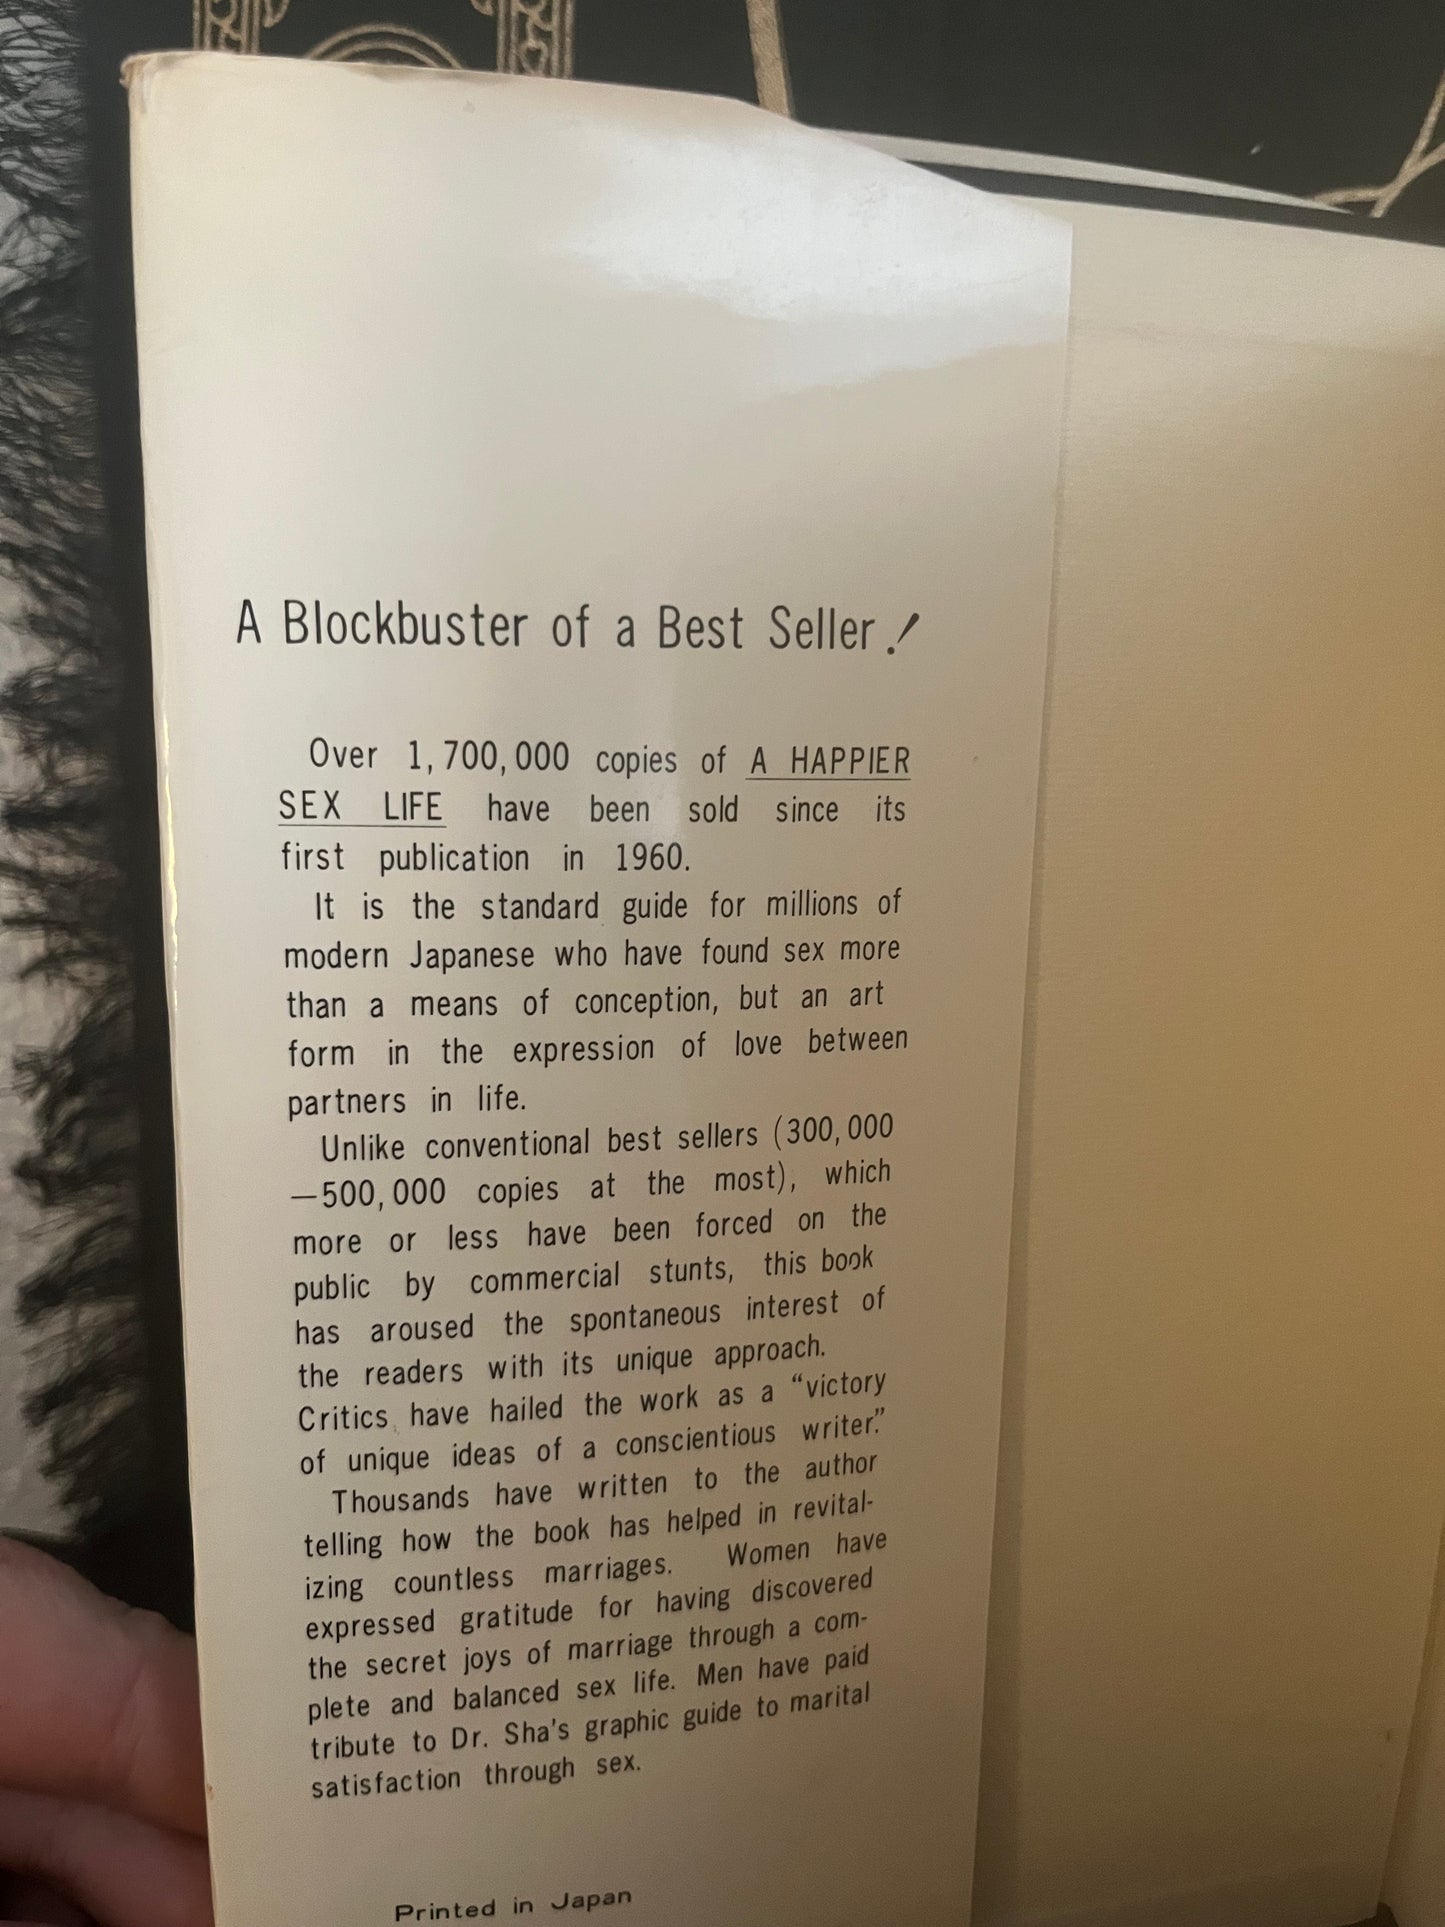 A Blockbuster of a Best Seller!
Over 1,700,000 copies of A HAPPIER
SEX LIFE have been sold since its
first publication in 1960.
It is the standard guide for millions of
modern Japanese who have found sex more
than a means of conception, but an art
form in the expression of love between
partners in life.
Unlike conventional best sellers (300,000
—500,000 copies at the most), which
more or less have been forced on the
public by commercial stunts, this book
has aroused the spontaneous interest of
the readers with its unique approach.
Critics have hailed the work as a “victory
of unique ideas of a conscientious writer.”
Thousands have written to the author
telling how the book has helped in revital-
izing countless marriages. Women have
expressed gratitude for having discovered
the secret joys of marriage through a com-
plete and balanced sex life. Men have paid
tribute to Dr. Sha's graphic guide to marital
satisfaction through sex.
Printed in Japan